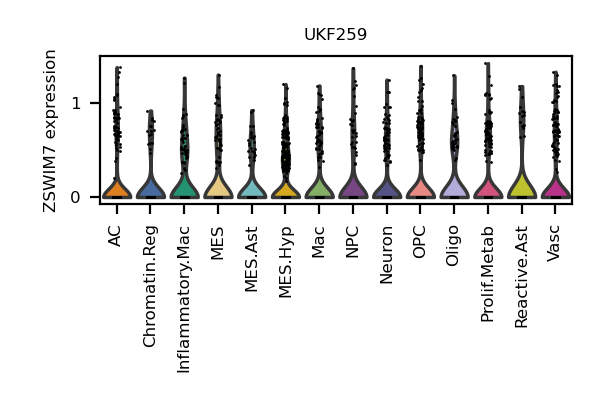 UKF259
ZSWIM7 expression
1
0
AC
Chromatin.Reg
Inflammatory.Mac
MES
MES.Ast
MES.Hyp
Mac
NPC
Neuron
OPC
Oligo
Prolif.Metab
Reactive.Ast
Vasc